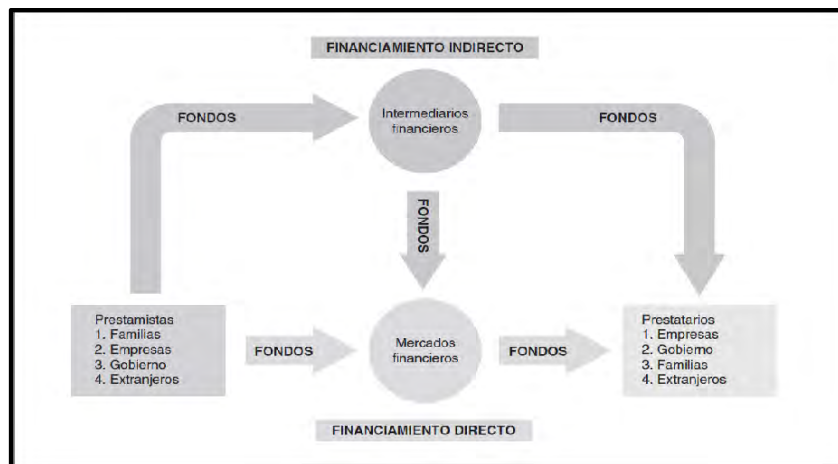 FINANCIAMIENTO INDIRECTO
FONDOS
Intermediarios
financieros
FONDOS
FONDOS
Prestamistas
1. Familias
2. Empresas
3. Gobierno
4. Extranjeros
FONDOS
Mercados
financieros
FONDOS
Prestatarios
1. Empresas
2. Gobierno
3. Familias
4. Extranjeros
FINANCIAMIENTO DIRECTO